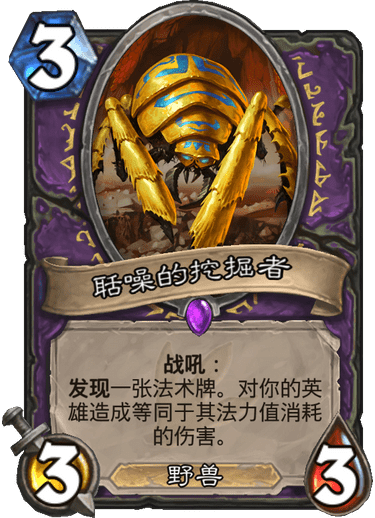 3
聒噪的挖掘者
战吼：
发现一张法术牌。对你的英
雄造成等同于其法力值消耗
的伤害。
3
野兽
3